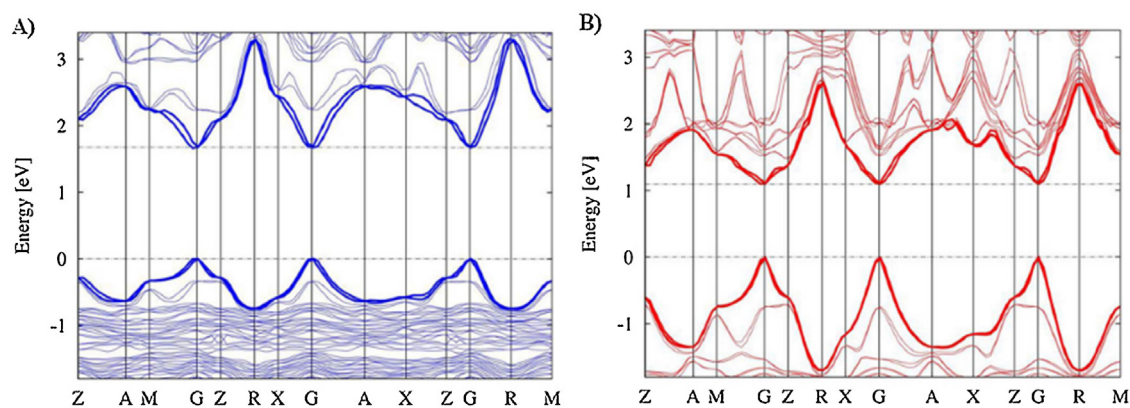 A)
3
2
1
0
-1
Energy [eV]
Z A M G Z R X G A X Z G R M
B)
3
2
1
0
-1
Energy [eV]
Z A M G Z R X G A X Z G R M